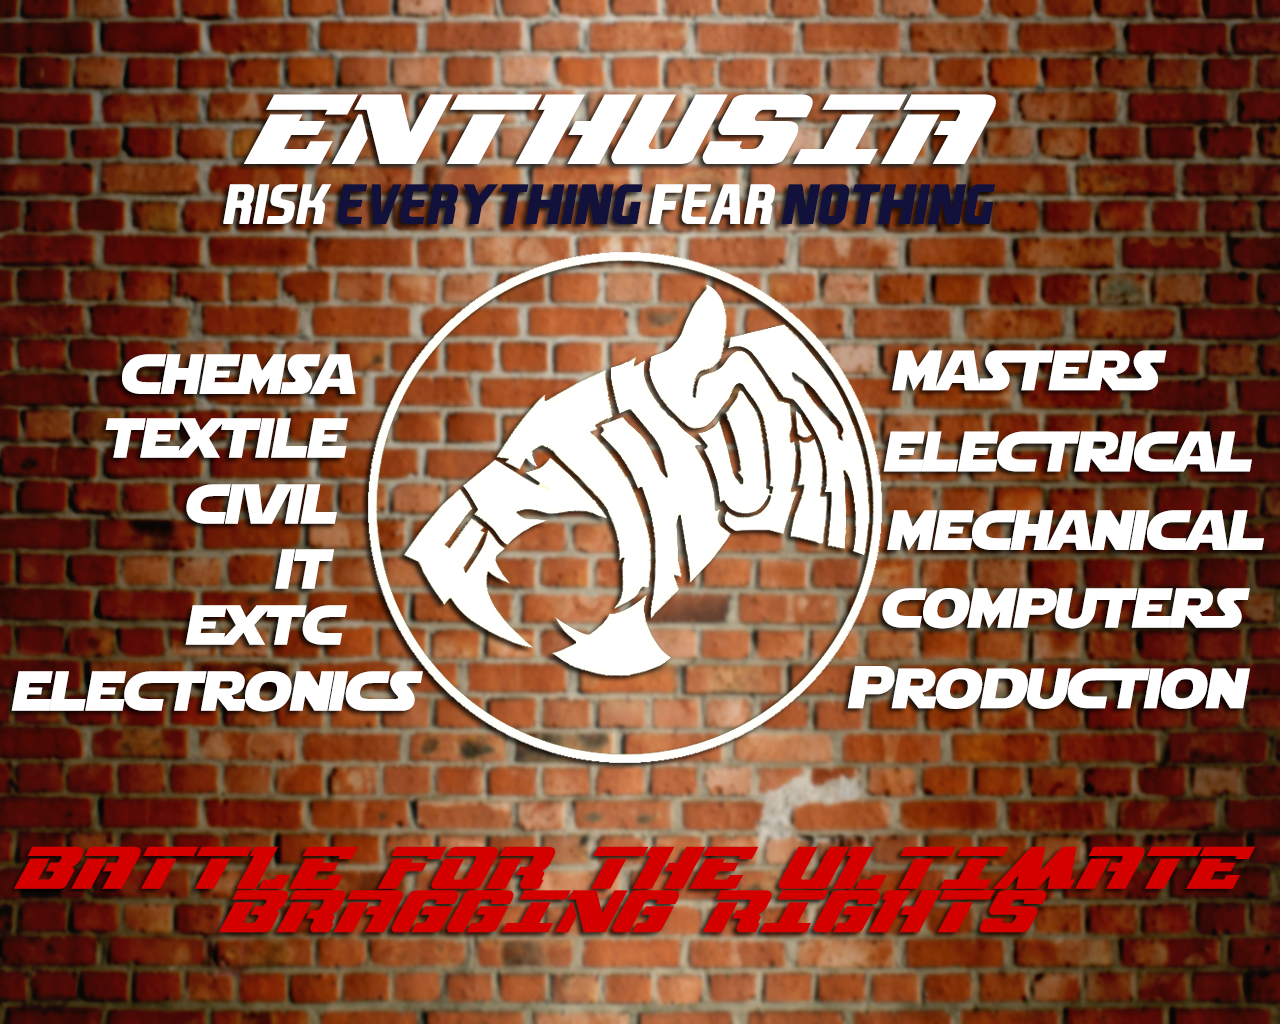 ENTHUSIA
RISK EVERYTHING FEAR NOTHING
ENTHUSIA
CHEMSA
TEXTILE
CIVIL
IT
EXTC
ELECTRONICS
MASTERS
ELECTRICAL
MECHANICAL
COMPUTERS
PRODUCTION
BATTLE FOR THE ULTIMATE
BRAGGING RIGHTS